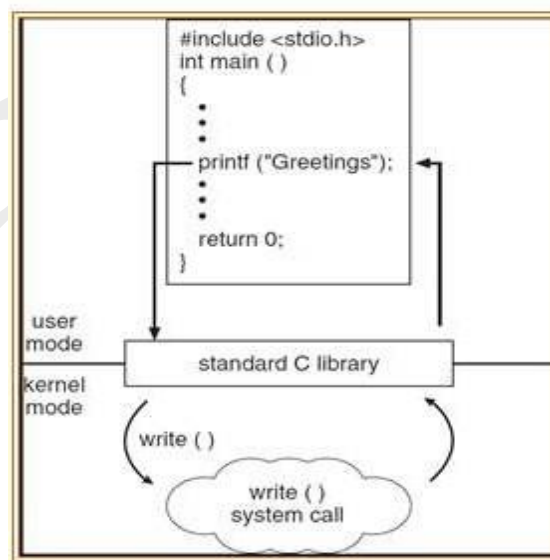 #include <stdio.h>
int main ( )
{
•
•
•
printf ("Greetings");
•
•
•
return 0;
}
user
mode
standard C library
kernel
mode
write ( )
write ( )
system call